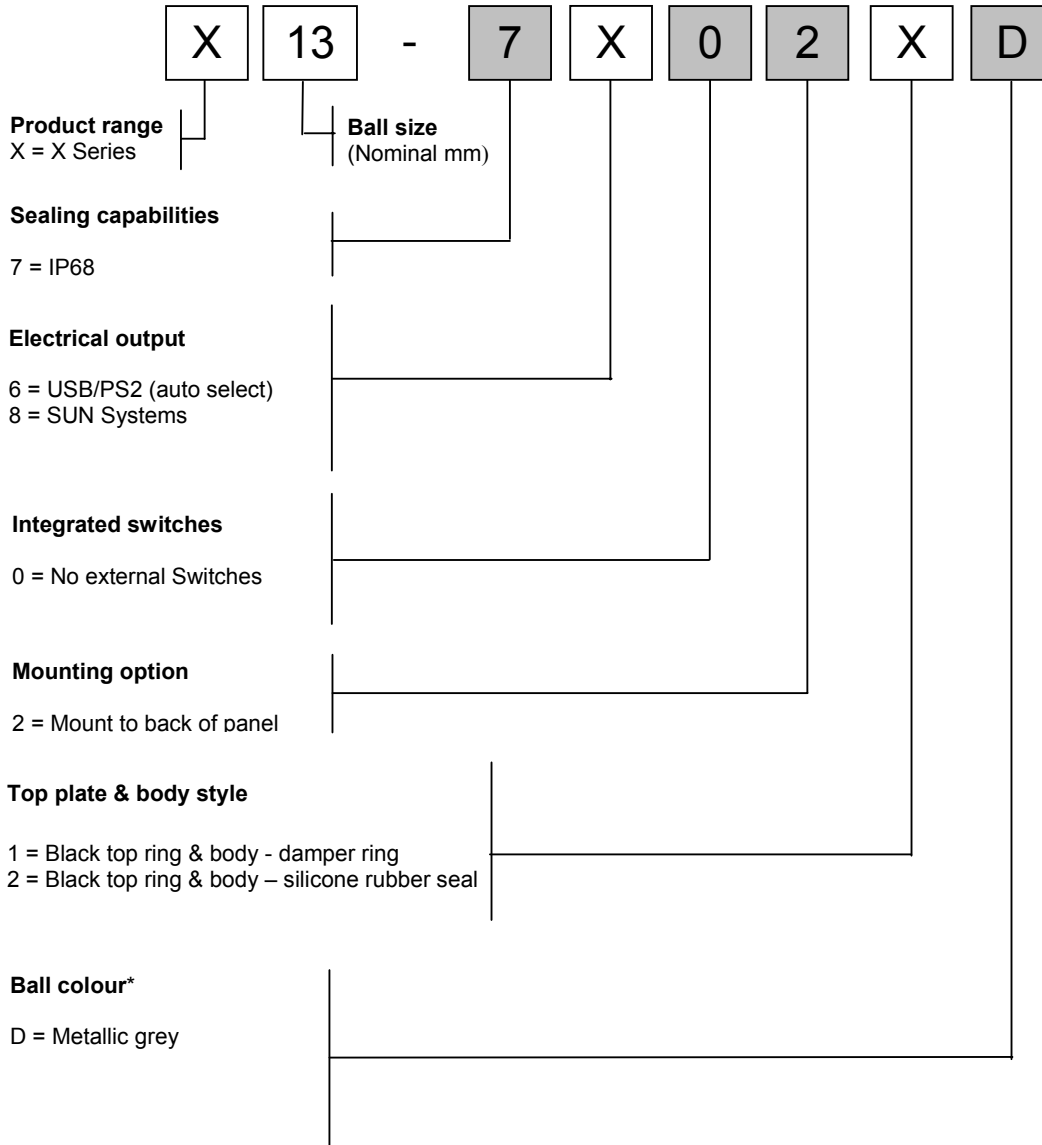 X 13 - 7 X 0 2 X D
Product range
X = X Series
Ball size
(Nominal mm)
Sealing capabilities
7 = IP68
Electrical output
6 = USB/PS2 (auto select)
8 = SUN Systems
Integrated switches
0 = No external Switches
Mounting option
2 = Mount to back of panel
Top plate & body style
1 = Black top ring & body - damper ring
2 = Black top ring & body – silicone rubber seal
Ball colour*
D = Metallic grey